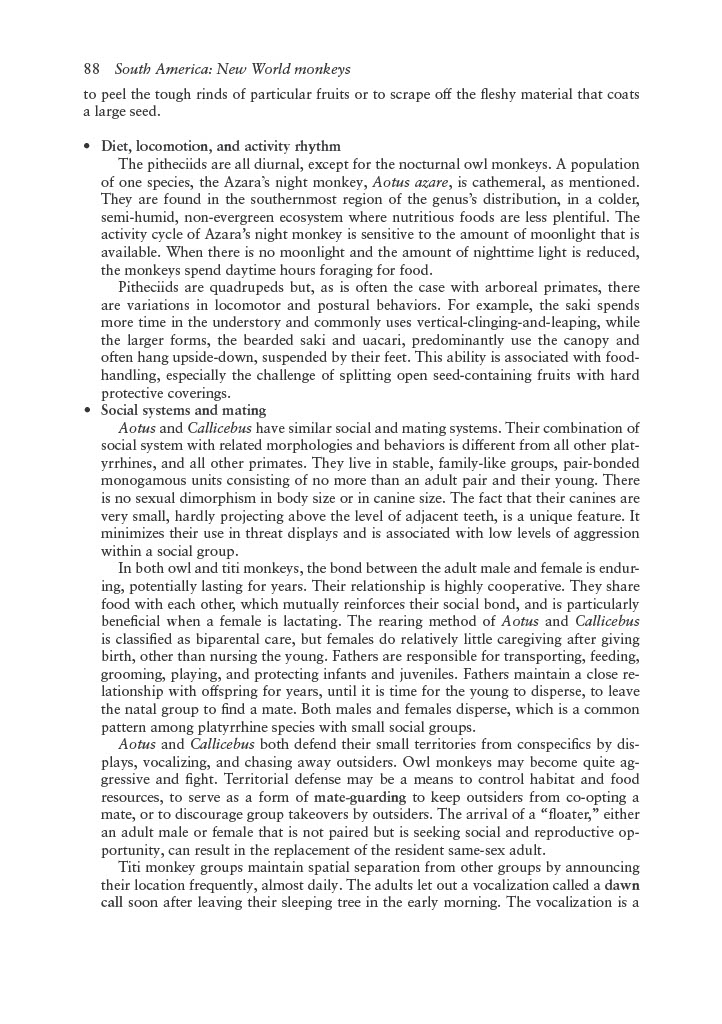 88 South America: New World monkeys
to peel the tough rinds of particular fruits or to scrape off the fleshy material that coats
a large seed.
• Diet, locomotion, and activity rhythm
The pitheciids are all diurnal, except for the nocturnal owl monkeys. A population
of one species, the Azara's night monkey, Aotus azare, is cathemeral, as mentioned.
They are found in the southernmost region of the genus's distribution, in a colder,
semi-humid, non-evergreen ecosystem where nutritious foods are less plentiful. The
activity cycle of Azara's night monkey is sensitive to the amount of moonlight that is
available. When there is no moonlight and the amount of nighttime light is reduced,
the monkeys spend daytime hours foraging for food.
Pitheciids are quadrupeds but, as is often the case with arboreal primates, there
are variations in locomotor and postural behaviors. For example, the saki spends
more time in the understory and commonly uses vertical-clinging-and-leaping, while
the larger forms, the bearded saki and uacari, predominantly use the canopy and
often hang upside-down, suspended by their feet. This ability is associated with food-
handling, especially the challenge of splitting open seed-containing fruits with hard
protective coverings.
• Social systems and mating
Aotus and Callicebus have similar social and mating systems. Their combination of
social system with related morphologies and behaviors is different from all other plat-
yrrhines, and all other primates. They live in stable, family-like groups, pair-bonded
monogamous units consisting of no more than an adult pair and their young. There
is no sexual dimorphism in body size or in canine size. The fact that their canines are
very small, hardly projecting above the level of adjacent teeth, is a unique feature. It
minimizes their use in threat displays and is associated with low levels of aggression
within a social group.
In both owl and titi monkeys, the bond between the adult male and female is endur-
ing, potentially lasting for years. Their relationship is highly cooperative. They share
food with each other, which mutually reinforces their social bond, and is particularly
beneficial when a female is lactating. The rearing method of Aotus and Callicebus
is classified as biparental care, but females do relatively little caregiving after giving
birth, other than nursing the young. Fathers are responsible for transporting, feeding,
grooming, playing, and protecting infants and juveniles. Fathers maintain a close re-
lationship with offspring for years, until it is time for the young to disperse, to leave
the natal group to find a mate. Both males and females disperse, which is a common
pattern among platyrrhine species with small social groups.
Aotus and Callicebus both defend their small territories from conspecifics by dis-
plays, vocalizing, and chasing away outsiders. Owl monkeys may become quite ag-
gressive and fight. Territorial defense may be a means to control habitat and food
resources, to serve as a form of mate-guarding to keep outsiders from co-opting a
mate, or to discourage group takeovers by outsiders. The arrival of a “floater,” either
an adult male or female that is not paired but is seeking social and reproductive op-
portunity, can result in the replacement of the resident same-sex adult.
Titi monkey groups maintain spatial separation from other groups by announcing
their location frequently, almost daily. The adults let out a vocalization called a dawn
call soon after leaving their sleeping tree in the early morning. The vocalization is a